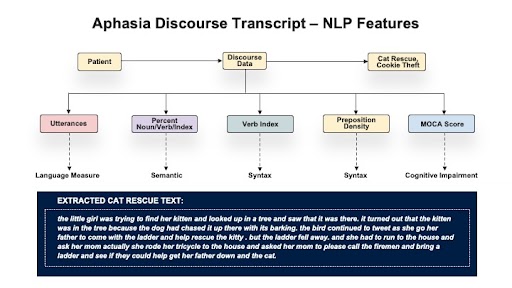 Aphasia Discourse Transcript – NLP Features
Patient
Discourse
Data
Cat Rescue,
Cookie Theft
Utterances
Percent
Noun/Verb/Index
Verb Index
Preposition
Density
MOCA Score
Language Measure
Semantic
Syntax
Syntax
Cognitive Impairment
EXTRACTED CAT RESCUE TEXT:
the little girl was trying to find her kitten and looked up in a tree and saw that it was there. it turned out that the kitten
was in the tree because the dog had chased it up there with its barking. the bird continued to tweet as she go her
father to come with the ladder and help rescue the kitty . but the ladder fell away. and she had to run to the house and
ask her mom actually she rode her tricycle to the house and asked her mom to please call the firemen and bring a
ladder and see if they could help get her father down and the cat.